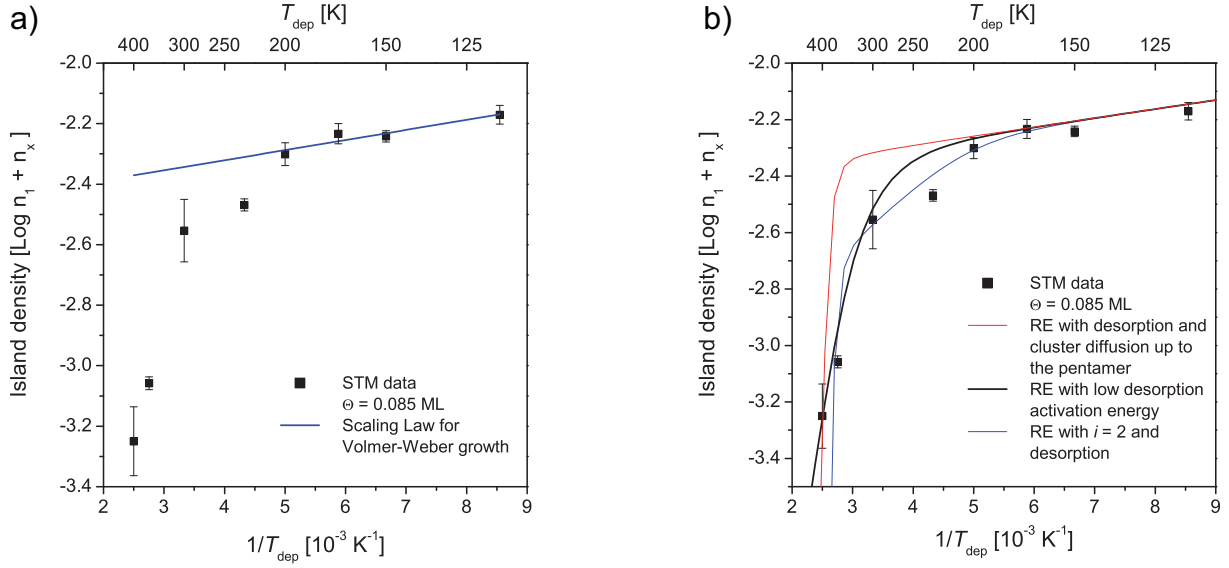 a)
T_dep [K]
400 300 250 200 150 125
-2.0
-2.2
-2.4
-2.6
-2.8
-3.0
-3.2
-3.4
Island density [Log n_1 + n_x]
STM data
Θ = 0.085 ML
Scaling Law for
Volmer-Weber growth
2 3 4 5 6 7 8 9
1/T_dep [10^-3 K^-1]
b)
T_dep [K]
400 300 250 200 150 125
-2.0
-2.2
-2.4
-2.6
-2.8
-3.0
-3.2
-3.4
Island density [Log n_1 + n_x]
STM data
Θ = 0.085 ML
RE with desorption and
cluster diffusion up to
the pentamer
RE with low desorption
activation energy
RE with i = 2 and
desorption
2 3 4 5 6 7 8 9
1/T_dep [10^-3 K^-1]